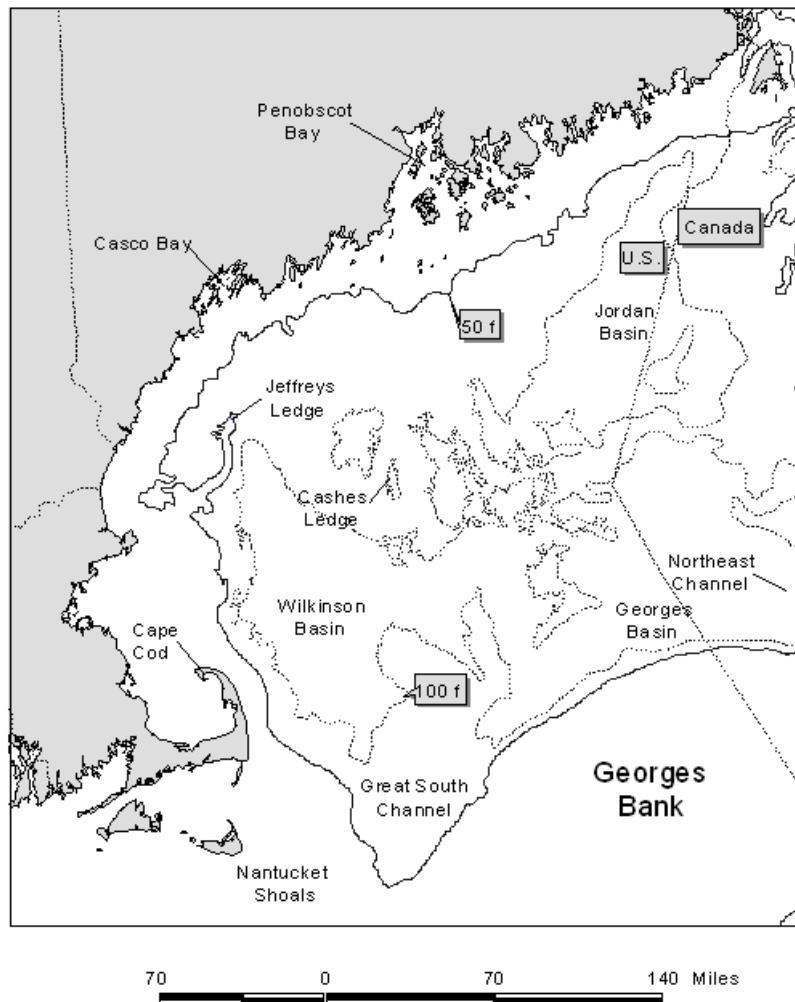 Penobscot
Bay
Canada
Casco Bay
U.S.
50 f
Jordan
Basin
Jeffreys
Ledge
Cashes
Ledge
Northeast
Channel
Wilkinson
Basin
Georges
Basin
Cape
Cod
100 f
Great South
Channel
Georges
Bank
Nantucket
Shoals
70 0 70 140 Miles